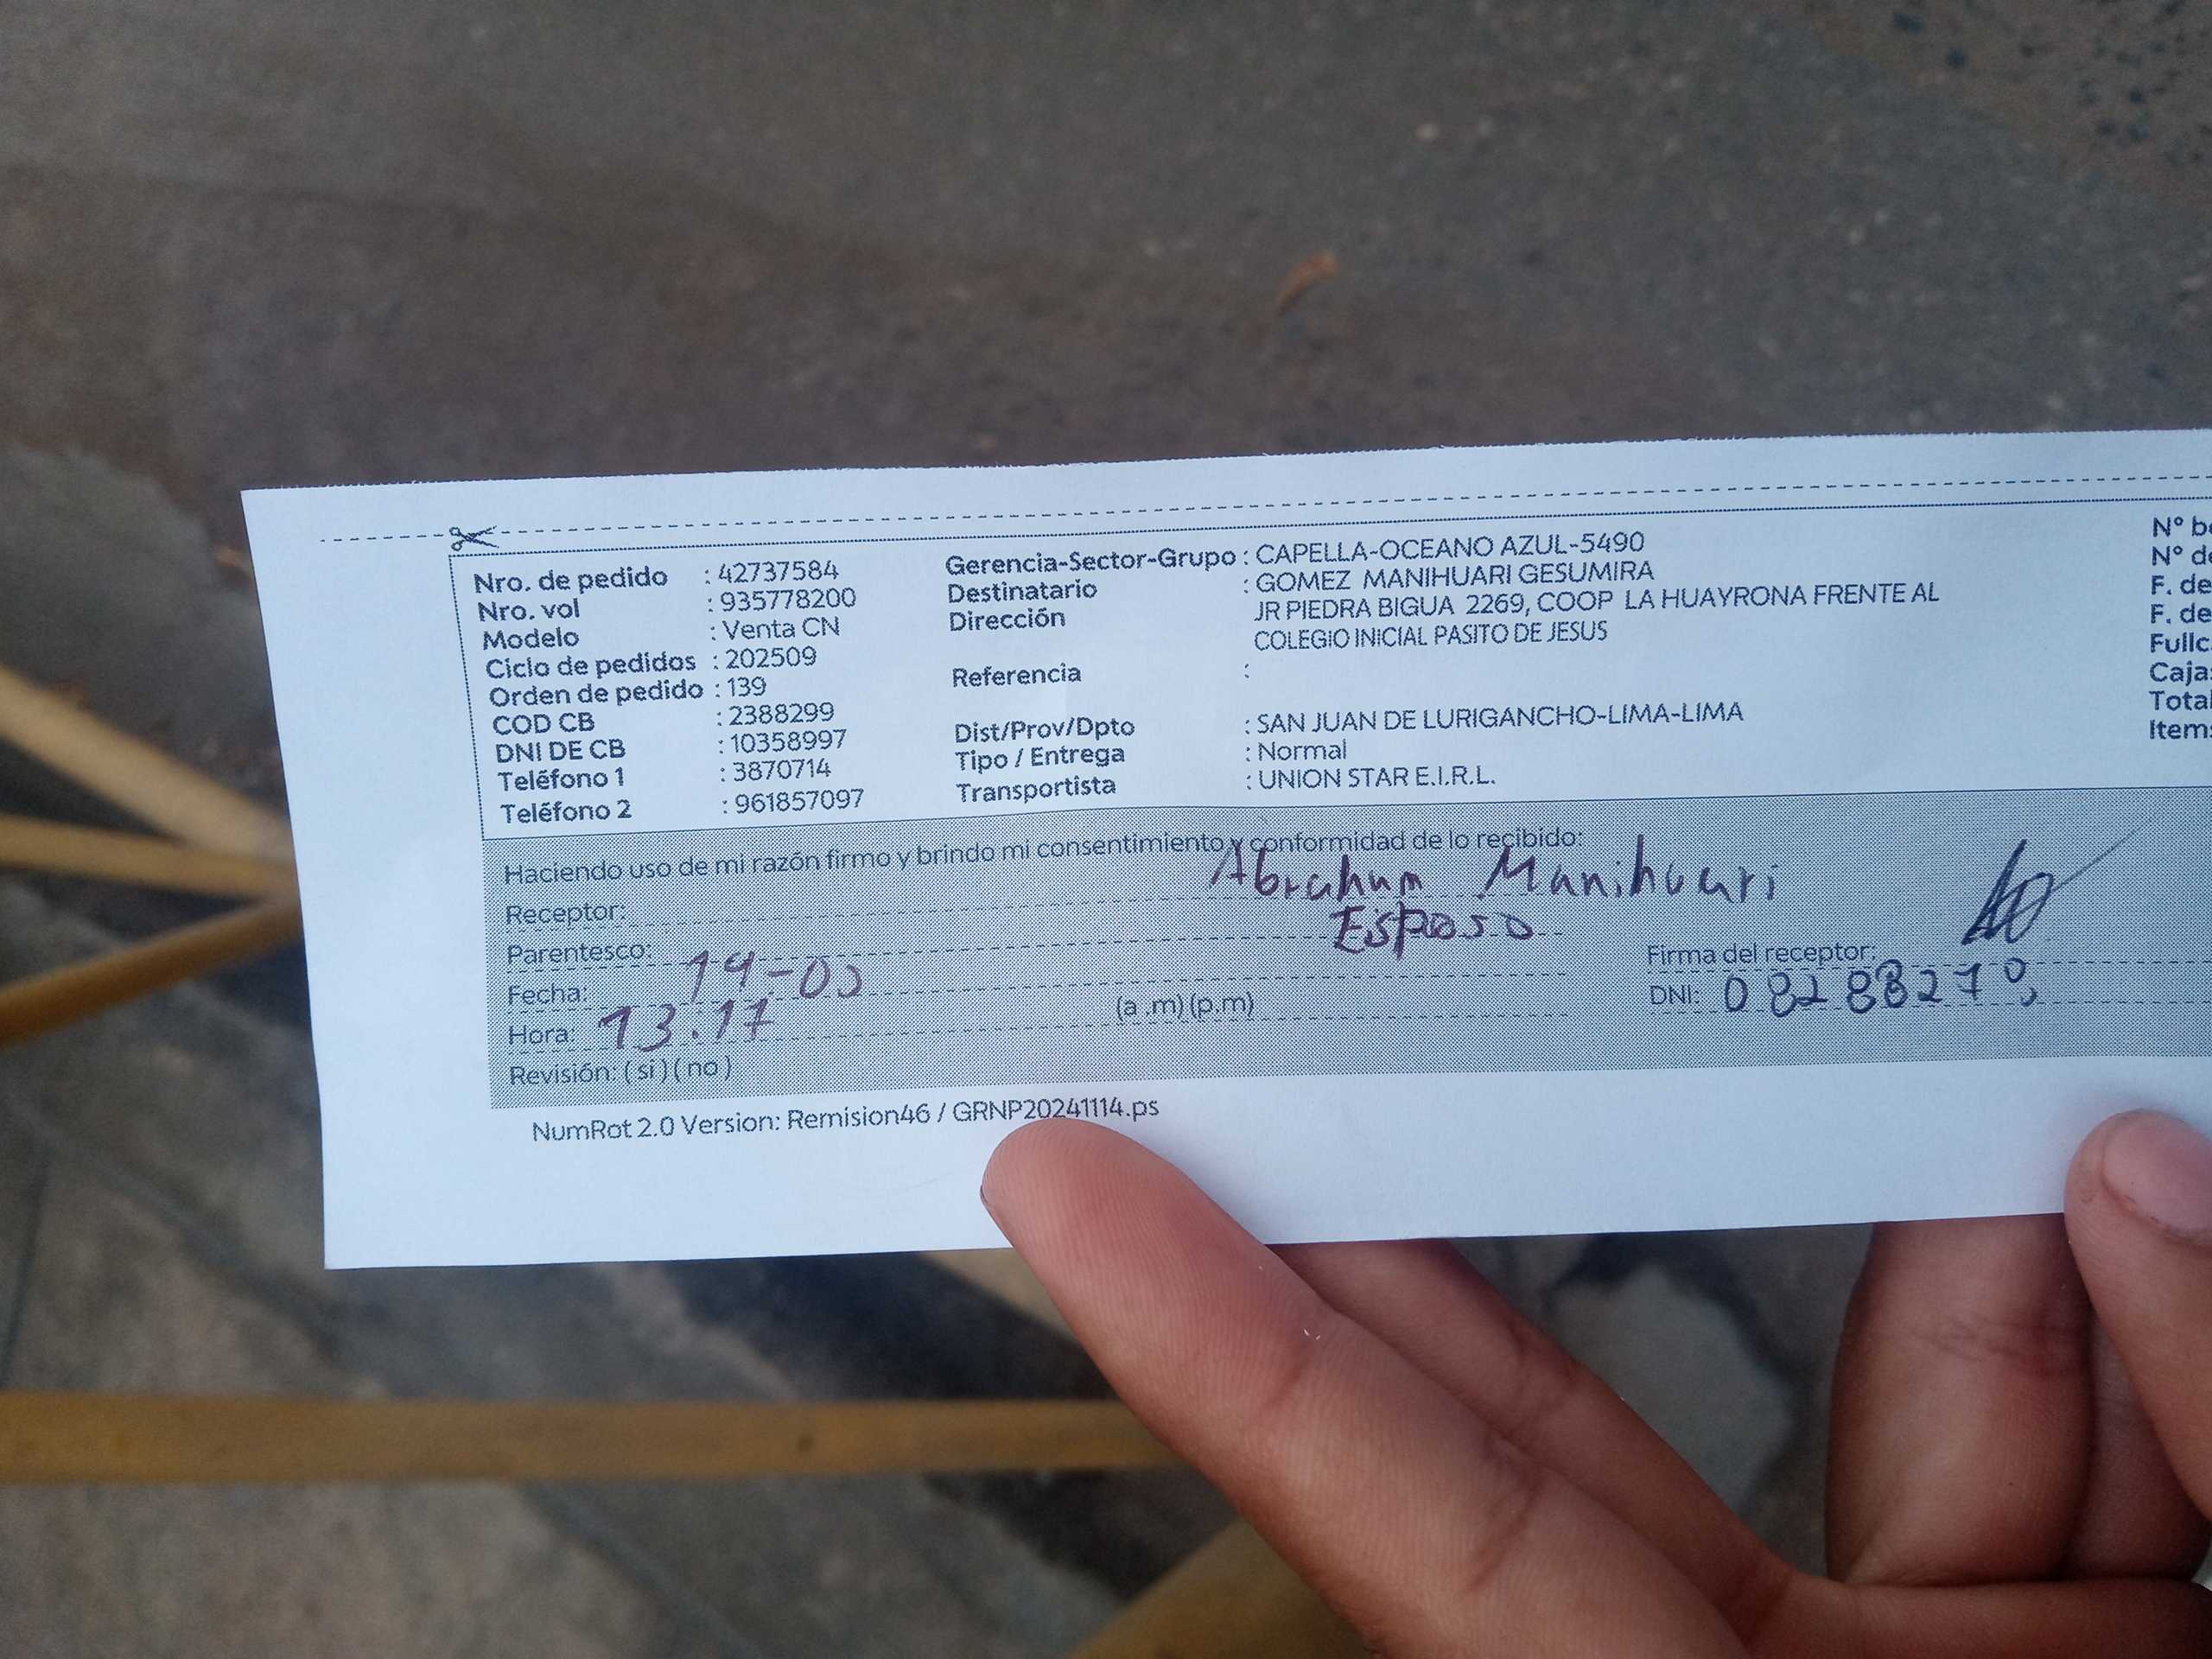 Nro. de pedido : 42737584
Nro. vol : 935778200
Modelo : Venta CN
Ciclo de pedidos : 202509
Orden de pedido : 139
COD CB : 2388299
DNI DE CB : 10358997
Teléfono 1 : 3870714
Teléfono 2 : 961857097
Gerencia-Sector-Grupo : CAPELLA-OCEANO AZUL-5490
Destinatario : GOMEZ MANIHUARI GESUMIRA
Dirección JR PIEDRA BIGUA 2269, COOP LA HUAYRONA FRENTE AL
COLEGIO INICIAL PASITO DE JESUS
Referencia :
Dist/Prov/Dpto : SAN JUAN DE LURIGANCHO-LIMA-LIMA
Tipo / Entrega : Normal
Transportista : UNION STAR E.I.R.L.
N°
N°
F. de
F. de
Total
Haciendo uso de mi razón firmo y brindo mi consentimiento y conformidad de lo recibido:
Receptor: Abraham Manihuari
Parentesco: Esposo
Fecha:
Hora: 13:17 (a .m) (p.m)
Revisión: ( si ) ( no )
Firma del receptor:
DNI:
NumRot 2.0 Version: Remision46 / GRNP20241114.ps